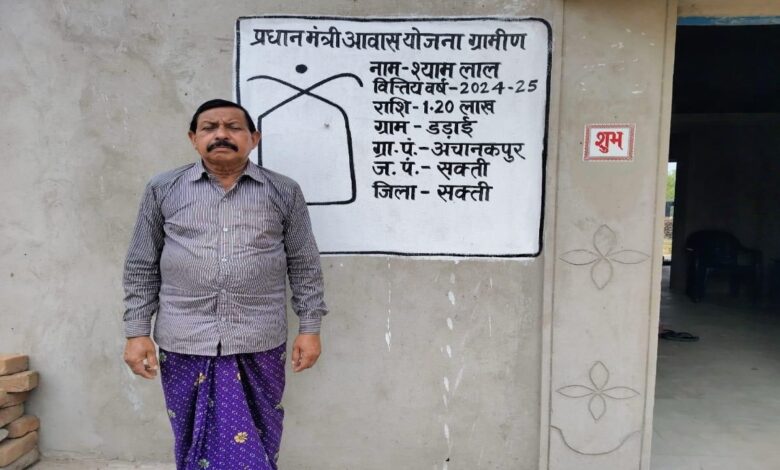 प्रधान मंत्री आवास योजना ग्रामीण
नाम - श्याम लाल
वित्तिय वर्ष - 2024-25
राशि - 1.20 लाख
ग्राम - डड़ाई
ग्रा. पं. - अचानकपुर
ज. पं. - सक्ती
जिला - सक्ती
शुभ